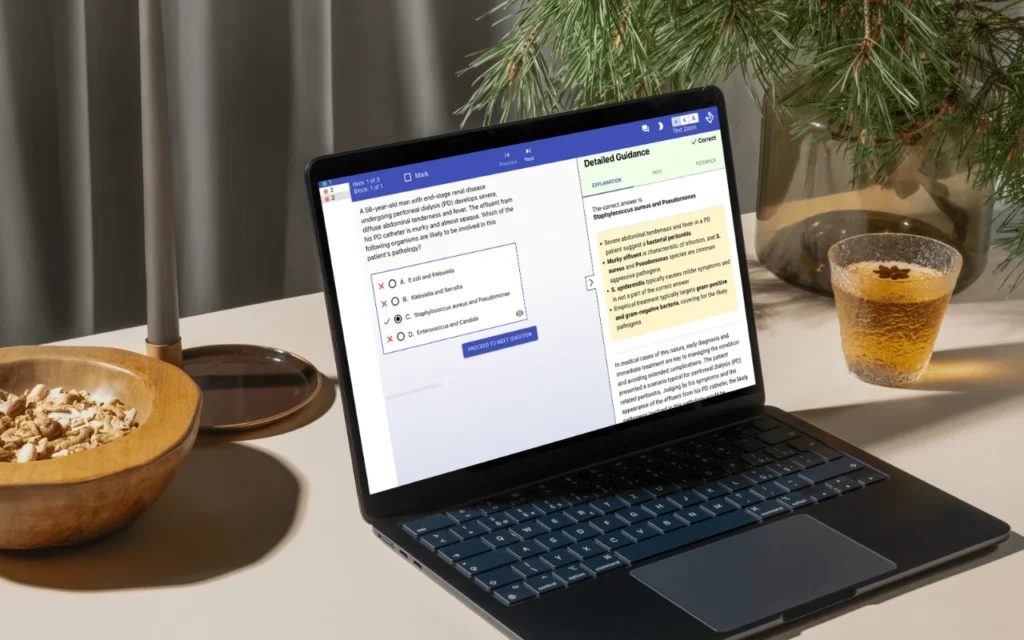 1
2
3
Item: 1 of 3
Block: 1 of 1
Mark
Previous
Next
A A A
Text Zoom
A 56-year-old man with end-stage renal disease
undergoing peritoneal dialysis (PD) develops severe,
diffuse abdominal tenderness and fever. The effluent from
his PD catheter is murky and almost opaque. Which of the
following organisms are likely to be involved in this
patient's pathology?
A. E.coli and Klebsiella
B. Klebsiella and Serratia
C. Staphylococcus aureus and Pseudomonas
D. Enterococcus and Candida
PROCEED TO NEXT QUESTION
Detailed Guidance
Correct
EXPLANATION
INFO
FEEDBACK
The correct answer is
Staphylococcus aureus and Pseudomonas
• Severe abdominal tenderness and fever in a PD
patient suggest a bacterial peritonitis.
• Murky effluent is characteristic of infection, and S.
aureus and Pseudomonas species are common
aggressive pathogens.
• S. epidermidis typically causes milder symptoms and
is not a part of the correct answer.
• Empirical treatment typically targets gram-positive
and gram-negative bacteria, covering for the likely
pathogens.
In medical cases of this nature, early diagnosis and
immediate treatment are key to managing the condition
and avoiding extended complications. The patient
presented a scenario typical for peritoneal dialysis (PD)
related peritonitis. Judging by his symptoms and the
appearance of the effluent from his PD catheter, the likely